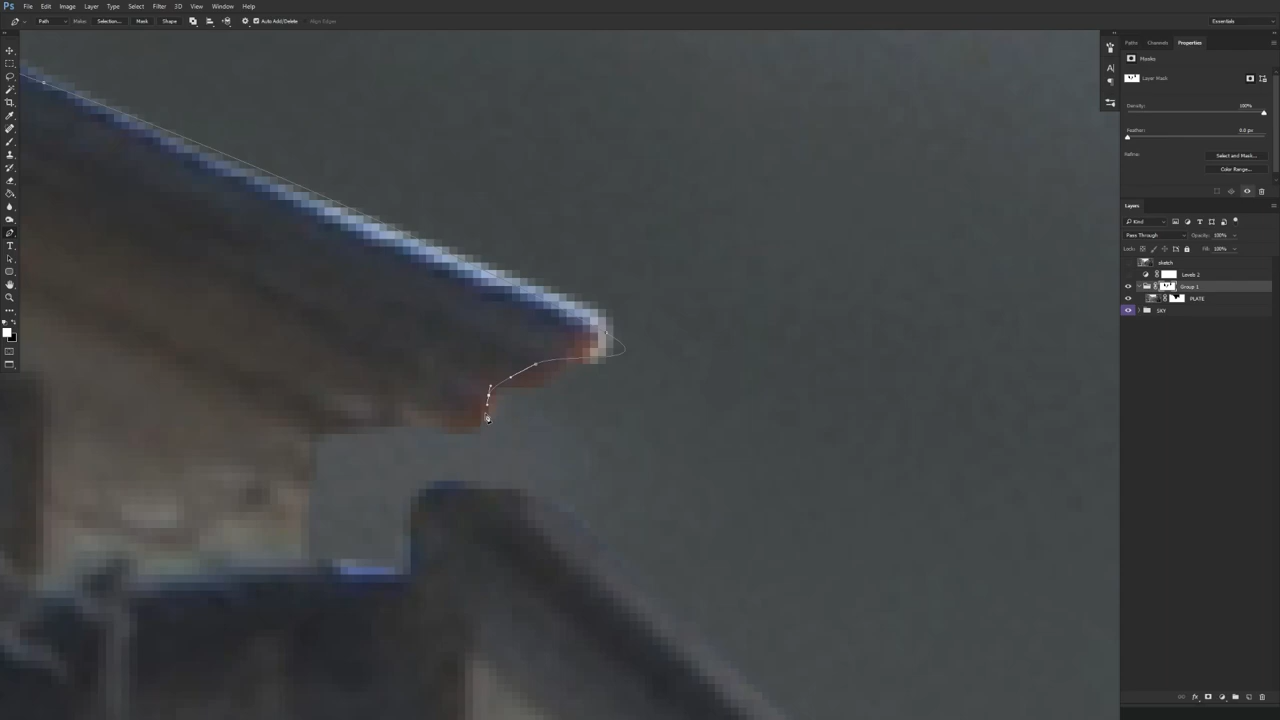 Ps File Edit Image Layer Type Select Filter 3D View Window Help
Path Make: Selection... Mask Shape Auto Add/Delete Align Edges Essentials
Paths Channels Properties
Masks
Layer Mask
Density: 100%
Feather: 0.0 px
Refine: Select and Mask...
Color Range...
Layers
Kind
Pass Through Opacity: 100%
Lock: Fill: 100%
sketch
Levels 2
Group 1
PLATE
SKY